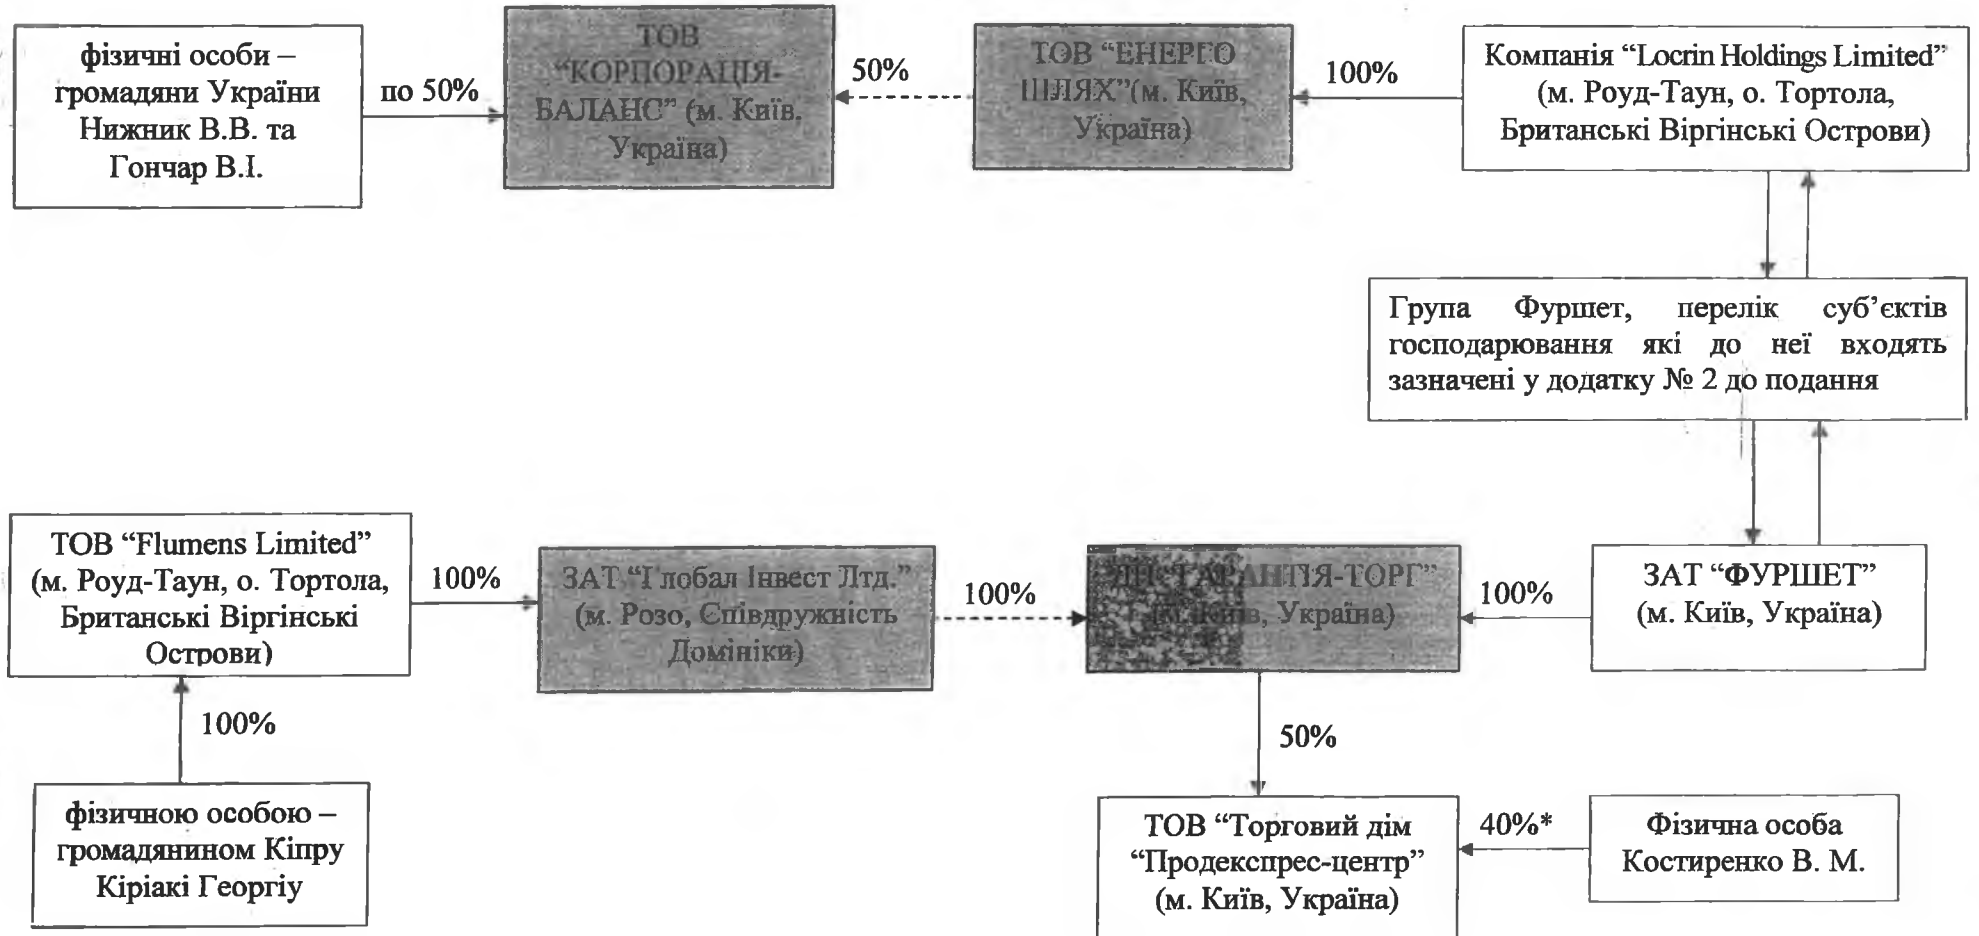 фізичні особи –
громадяни України
Нижник В.В. та
Гончар В.І.
по 50%
ТОВ
“КОРПОРАЦІЯ-
БАЛАНС” (м. Київ,
Україна)
50%
ТОВ “ЕНЕРГО
ШЛЯХ”(м. Київ,
Україна)
100%
Компанія “Locrin Holdings Limited”
(м. Роуд-Таун, о. Тортола,
Британські Віргінські Острови)
Група Фуршет, перелік суб’єктів
господарювання які до неї входять
зазначені у додатку № 2 до подання
ТОВ “Flumens Limited”
(м. Роуд-Таун, о. Тортола,
Британські Віргінські
Острови)
100%
ЗАТ “Глобал Інвест Лтд.”
(м. Розо, Співдружність
Домініки)
100%
ДП “ГАРАНТІЯ-ТОРГ”
(м. Київ, Україна)
100%
ЗАТ “ФУРШЕТ”
(м. Київ, Україна)
100%
50%
фізичною особою –
громадянином Кіпру
Кіріакі Георгіу
ТОВ “Торговий дім
“Продекспрес-центр”
(м. Київ, Україна)
40%*
Фізична особа
Костиренко В. М.